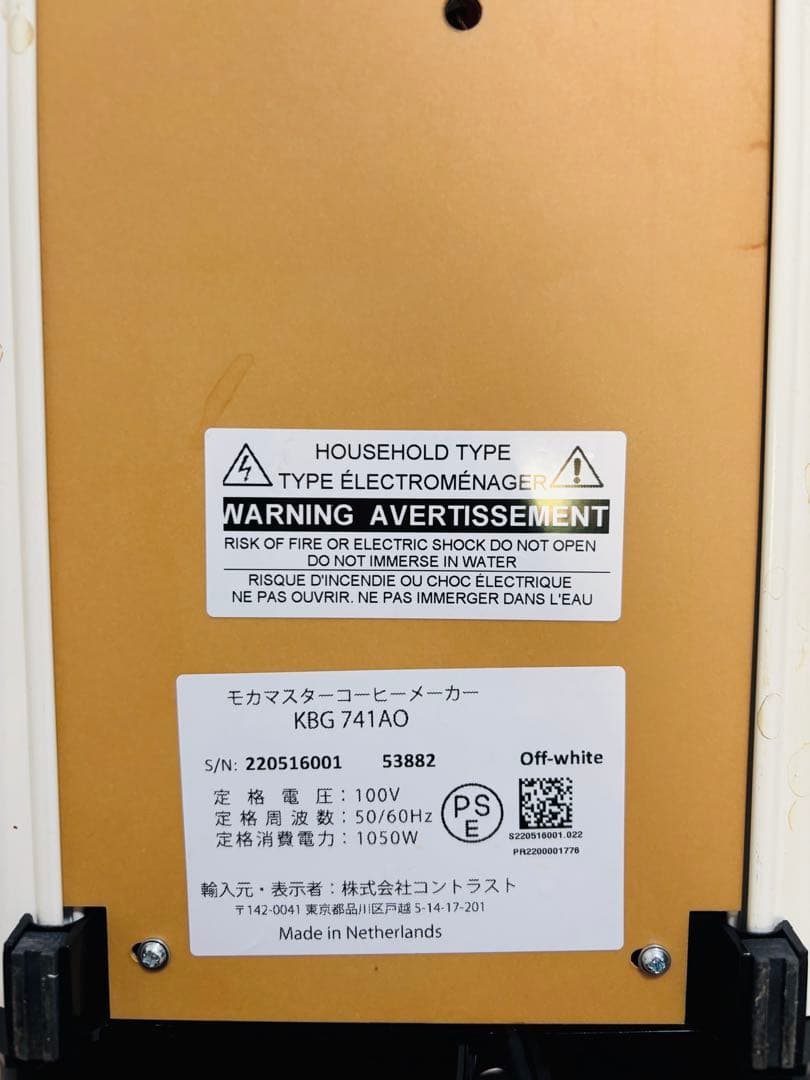 HOUSEHOLD TYPE
TYPE ÉLECTROMÉNAGER
WARNING AVERTISSEMENT
RISK OF FIRE OR ELECTRIC SHOCK DO NOT OPEN
DO NOT IMMERSE IN WATER
RISQUE D'INCENDIE OU CHOC ÉLECTRIQUE
NE PAS OUVRIR. NE PAS IMMERGER DANS L'EAU
モカマスターコーヒーメーカー
KBG 741AO
S/N: 220516001 53882 Off-white
定格電圧：100V
定格周波数：50/60Hz
定格消費電力：1050W
PS
E
S220516001.022
PR2200001776
輸入元・表示者：株式会社コントラスト
〒142-0041 東京都品川区戸越 5-14-17-201
Made in Netherlands